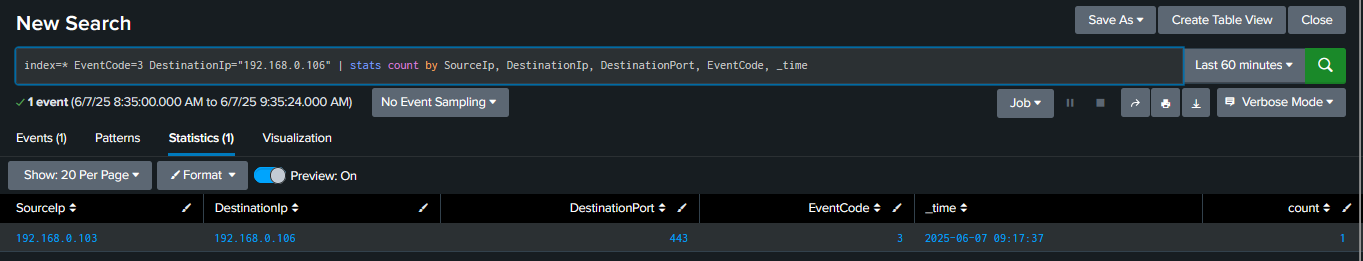 New Search
Save As Create Table View Close
index=* EventCode=3 DestinationIp="192.168.0.106" | stats count by SourceIp, DestinationIp, DestinationPort, EventCode, _time
Last 60 minutes
1 event (6/7/25 8:35:00.000 AM to 6/7/25 9:35:24.000 AM) No Event Sampling Job Verbose Mode
Events (1) Patterns Statistics (1) Visualization
Show: 20 Per Page Format Preview: On
SourceIp DestinationIp DestinationPort EventCode _time count
192.168.0.103 192.168.0.106 443 3 2025-06-07 09:17:37 1